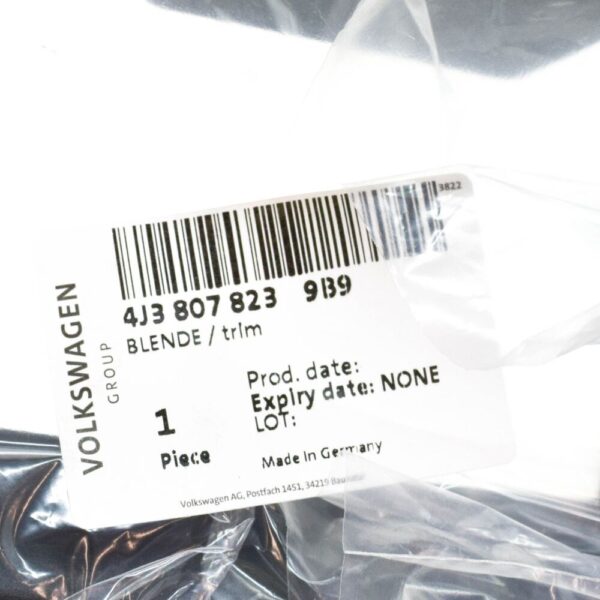 3822
4J3 807 823 9B9
BLENDE / trim
VOLKSWAGEN
GROUP
Prod. date:
Expiry date: NONE
LOT:
1
Piece
Made in Germany
Volkswagen AG, Postfach 1451, 34219